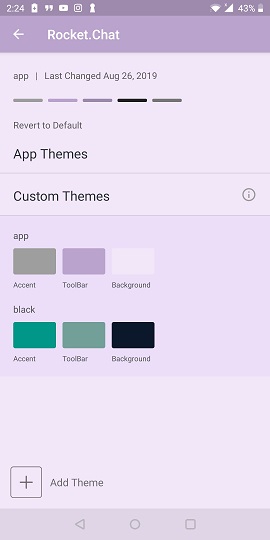 2:24
43%
Rocket.Chat
app | Last Changed Aug 26, 2019
Revert to Default
App Themes
Custom Themes
app
Accent ToolBar Background
black
Accent ToolBar Background
Add Theme